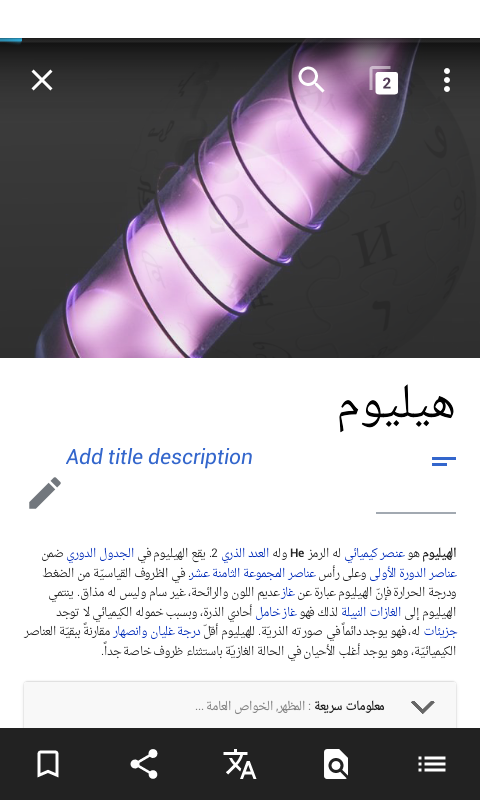 2
هيليوم
Add title description
الهيليوم هو عنصر كيميائي له الرمز He وله العدد الذري 2. يقع الهيليوم في الجدول الدوري ضمن
عناصر الدورة الأولى وعلى رأس عناصر المجموعة الثامنة عشر. في الظروف القياسيّة من الضغط
ودرجة الحرارة فإنّ الهيليوم عبارة عن غاز عديم اللون والرائحة، غير سام وليس له مذاق. ينتمي
الهيليوم إلى الغازات النبيلة لذلك فهو غاز خامل أحادي الذرة، وبسبب خموله الكيميائي لا توجد
جزيئات له، فهو يوجد دائماً في صورته الذريّة. للهيليوم أقلّ درجة غليان وانصهار مقارنةً ببقيّة العناصر
الكيميائيّة، وهو يوجد أغلب الأحيان في الحالة الغازيّة باستثناء ظروف خاصة جداً.
معلومات سريعة : المظهر, الخواص العامة ...